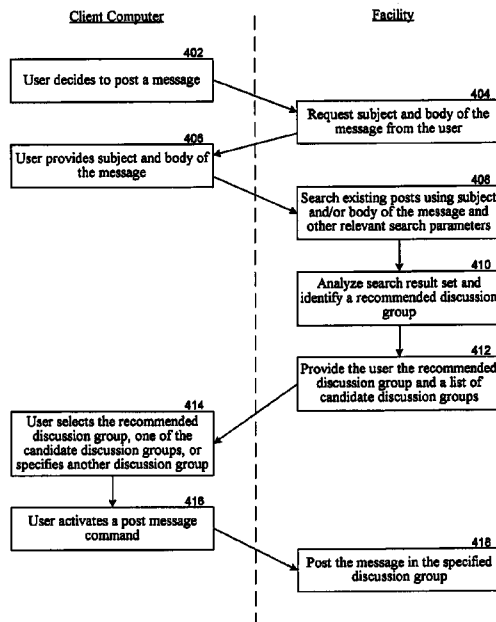 Client Computer
Facility
402
User decides to post a message
404
Request subject and body of the
message from the user
406
User provides subject and body of
the message
408
Search existing posts using subject
and/or body of the message and
other relevant search parameters
410
Analyze search result set and
identify a recommended discussion
group
412
Provide the user the recommended
discussion group and a list of
candidate discussion groups
414
User selects the recommended
discussion group, one of the
candidate discussion groups, or
specifies another discussion group
416
User activates a post message
command
418
Post the message in the specified
discussion group